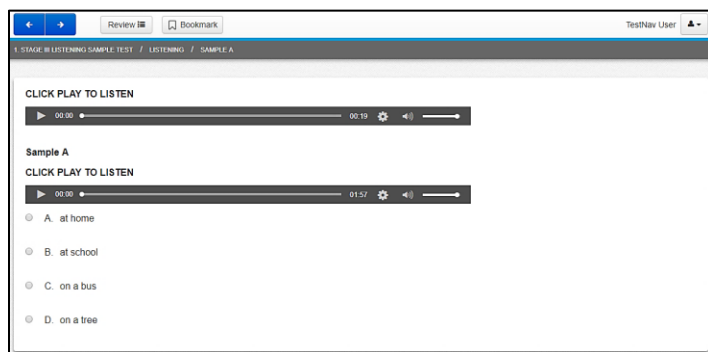 Review
Bookmark
TestNav User
1. STAGE III LISTENING SAMPLE TEST / LISTENING / SAMPLE A
CLICK PLAY TO LISTEN
00:00
00:19
Sample A
CLICK PLAY TO LISTEN
00:00
01:57
A. at home
B. at school
C. on a bus
D. on a tree